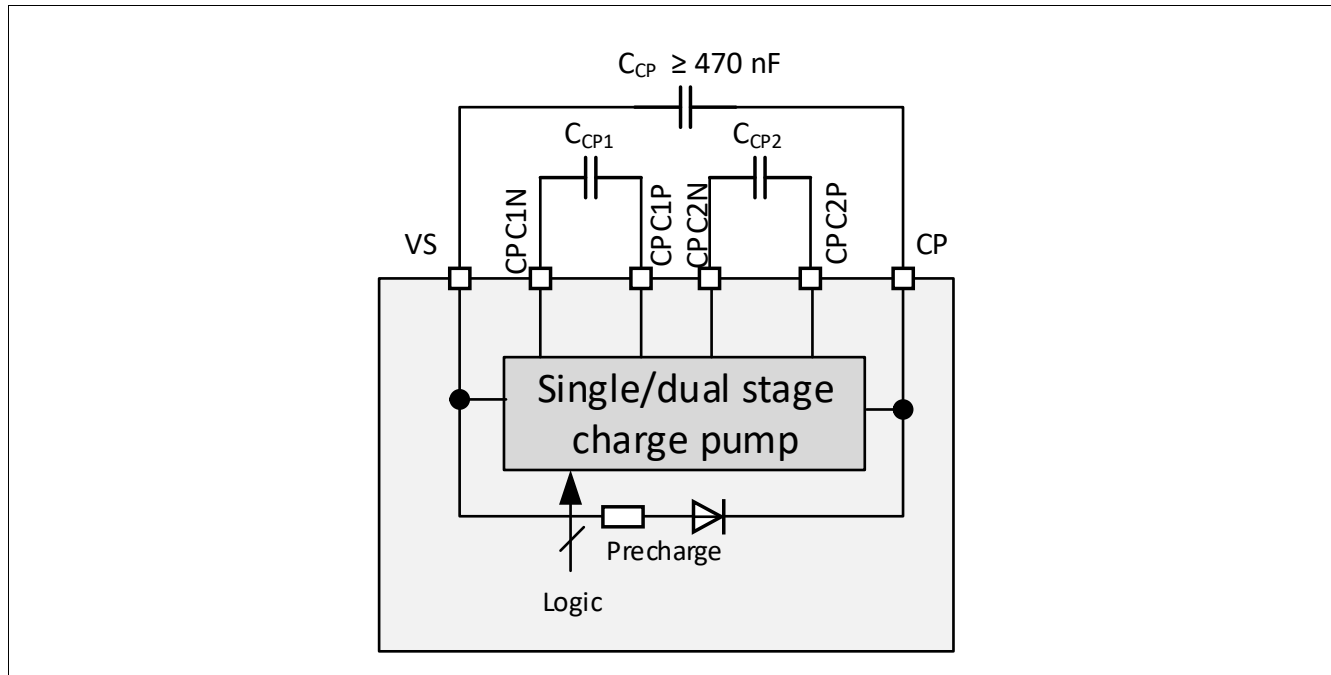 C_CP ≥ 470 nF
C_CP1
C_CP2
VS
CPC1N
CPC1P
CPC2N
CPC2P
CP
Single/dual stage
charge pump
Precharge
Logic